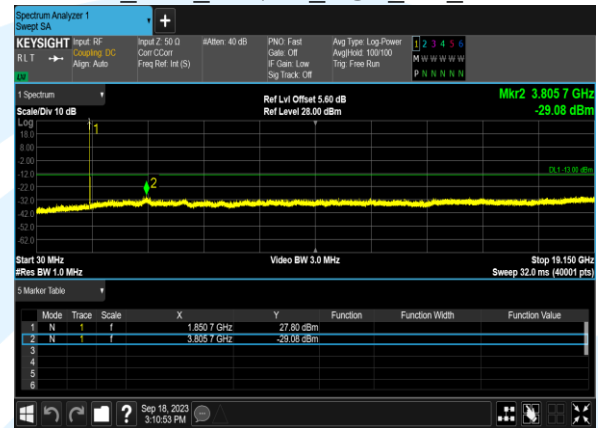 Spectrum Analyzer 1
Swept SA
KEYSIGHT Input: RF Input Z: 50 Ω #Atten: 40 dB PNO: Fast Avg Type: Log-Power 1 2 3 4 5 6
RLT Coupling: DC Corr CCorr Gate: Off Avg|Hold: 100/100 M W W W W W
Align: Auto Freq Ref: Int (S) IF Gain: Low Trig: Free Run
Sig Track: Off P N N N N N
1 Spectrum Ref Lvl Offset 5.60 dB Mkr2 3.805 7 GHz
Scale/Div 10 dB Ref Level 28.00 dBm -29.08 dBm
Log
1
18.0
8.00
-2.00
-12.0 DL1 -13.00 dBm
-22.0 2
-32.0
-42.0
-52.0
-62.0
Start 30 MHz Video BW 3.0 MHz Stop 19.150 GHz
#Res BW 1.0 MHz Sweep 32.0 ms (40001 pts)
5 Marker Table
Mode Trace Scale X Y Function Function Width Function Value
1 N 1 f 1.850 7 GHz 27.80 dBm
2 N 1 f 3.805 7 GHz -29.08 dBm
3
4
5
6
? Sep 18, 2023
3:10:53 PM